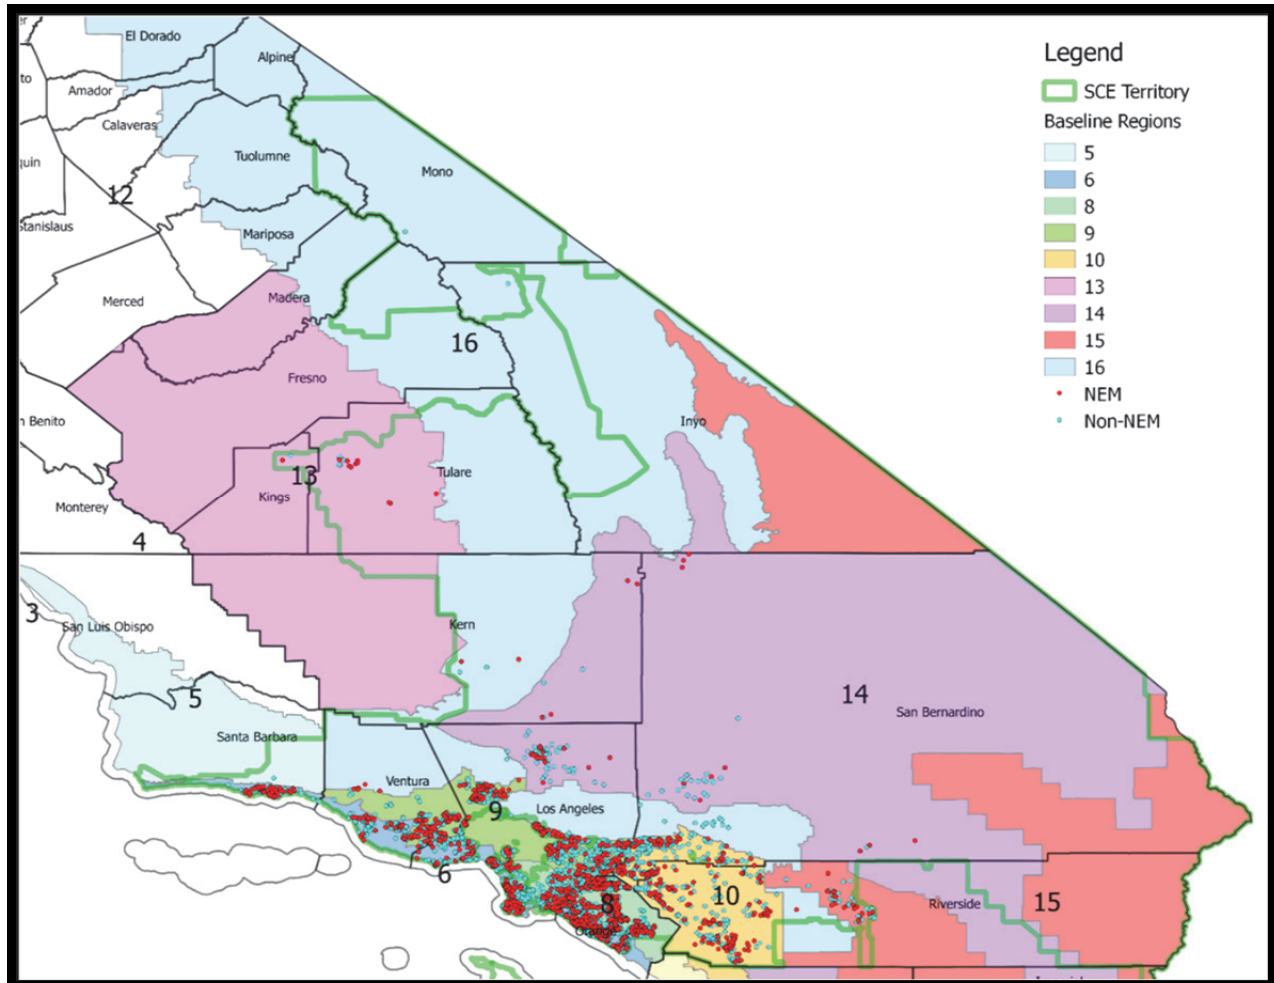 er
El Dorado
Alpine
Legend
to
Amador
SCE Territory
Calaveras
Baseline Regions
quin
Tuolumne
5
Mono
6
12
8
Stanislaus
Mariposa
9
10
13
Merced
Madera
14
15
16
16
Fresno
NEM
n Benito
Inyo
Non-NEM
13
Tulare
Kings
Monterey
4
3
San Luis Obispo
Kern
5
14
San Bernardino
Santa Barbara
Ventura
9
Los Angeles
6
10
8
Riverside
15
Orange